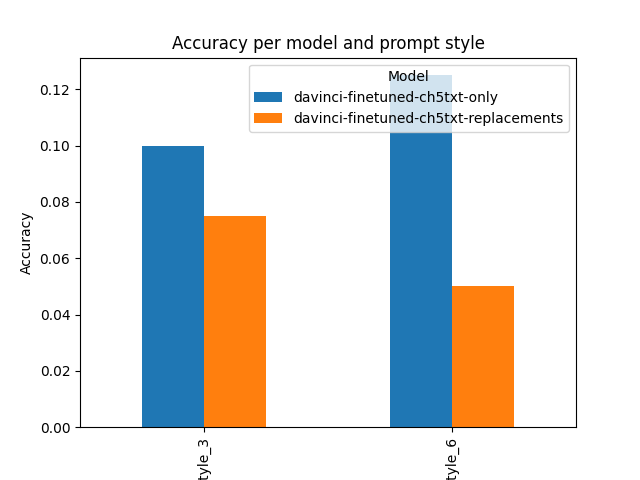 Accuracy per model and prompt style
Model
davinci-finetuned-ch5txt-only
davinci-finetuned-ch5txt-replacements
Accuracy
0.12
0.10
0.08
0.06
0.04
0.02
0.00
tyle_3
tyle_6